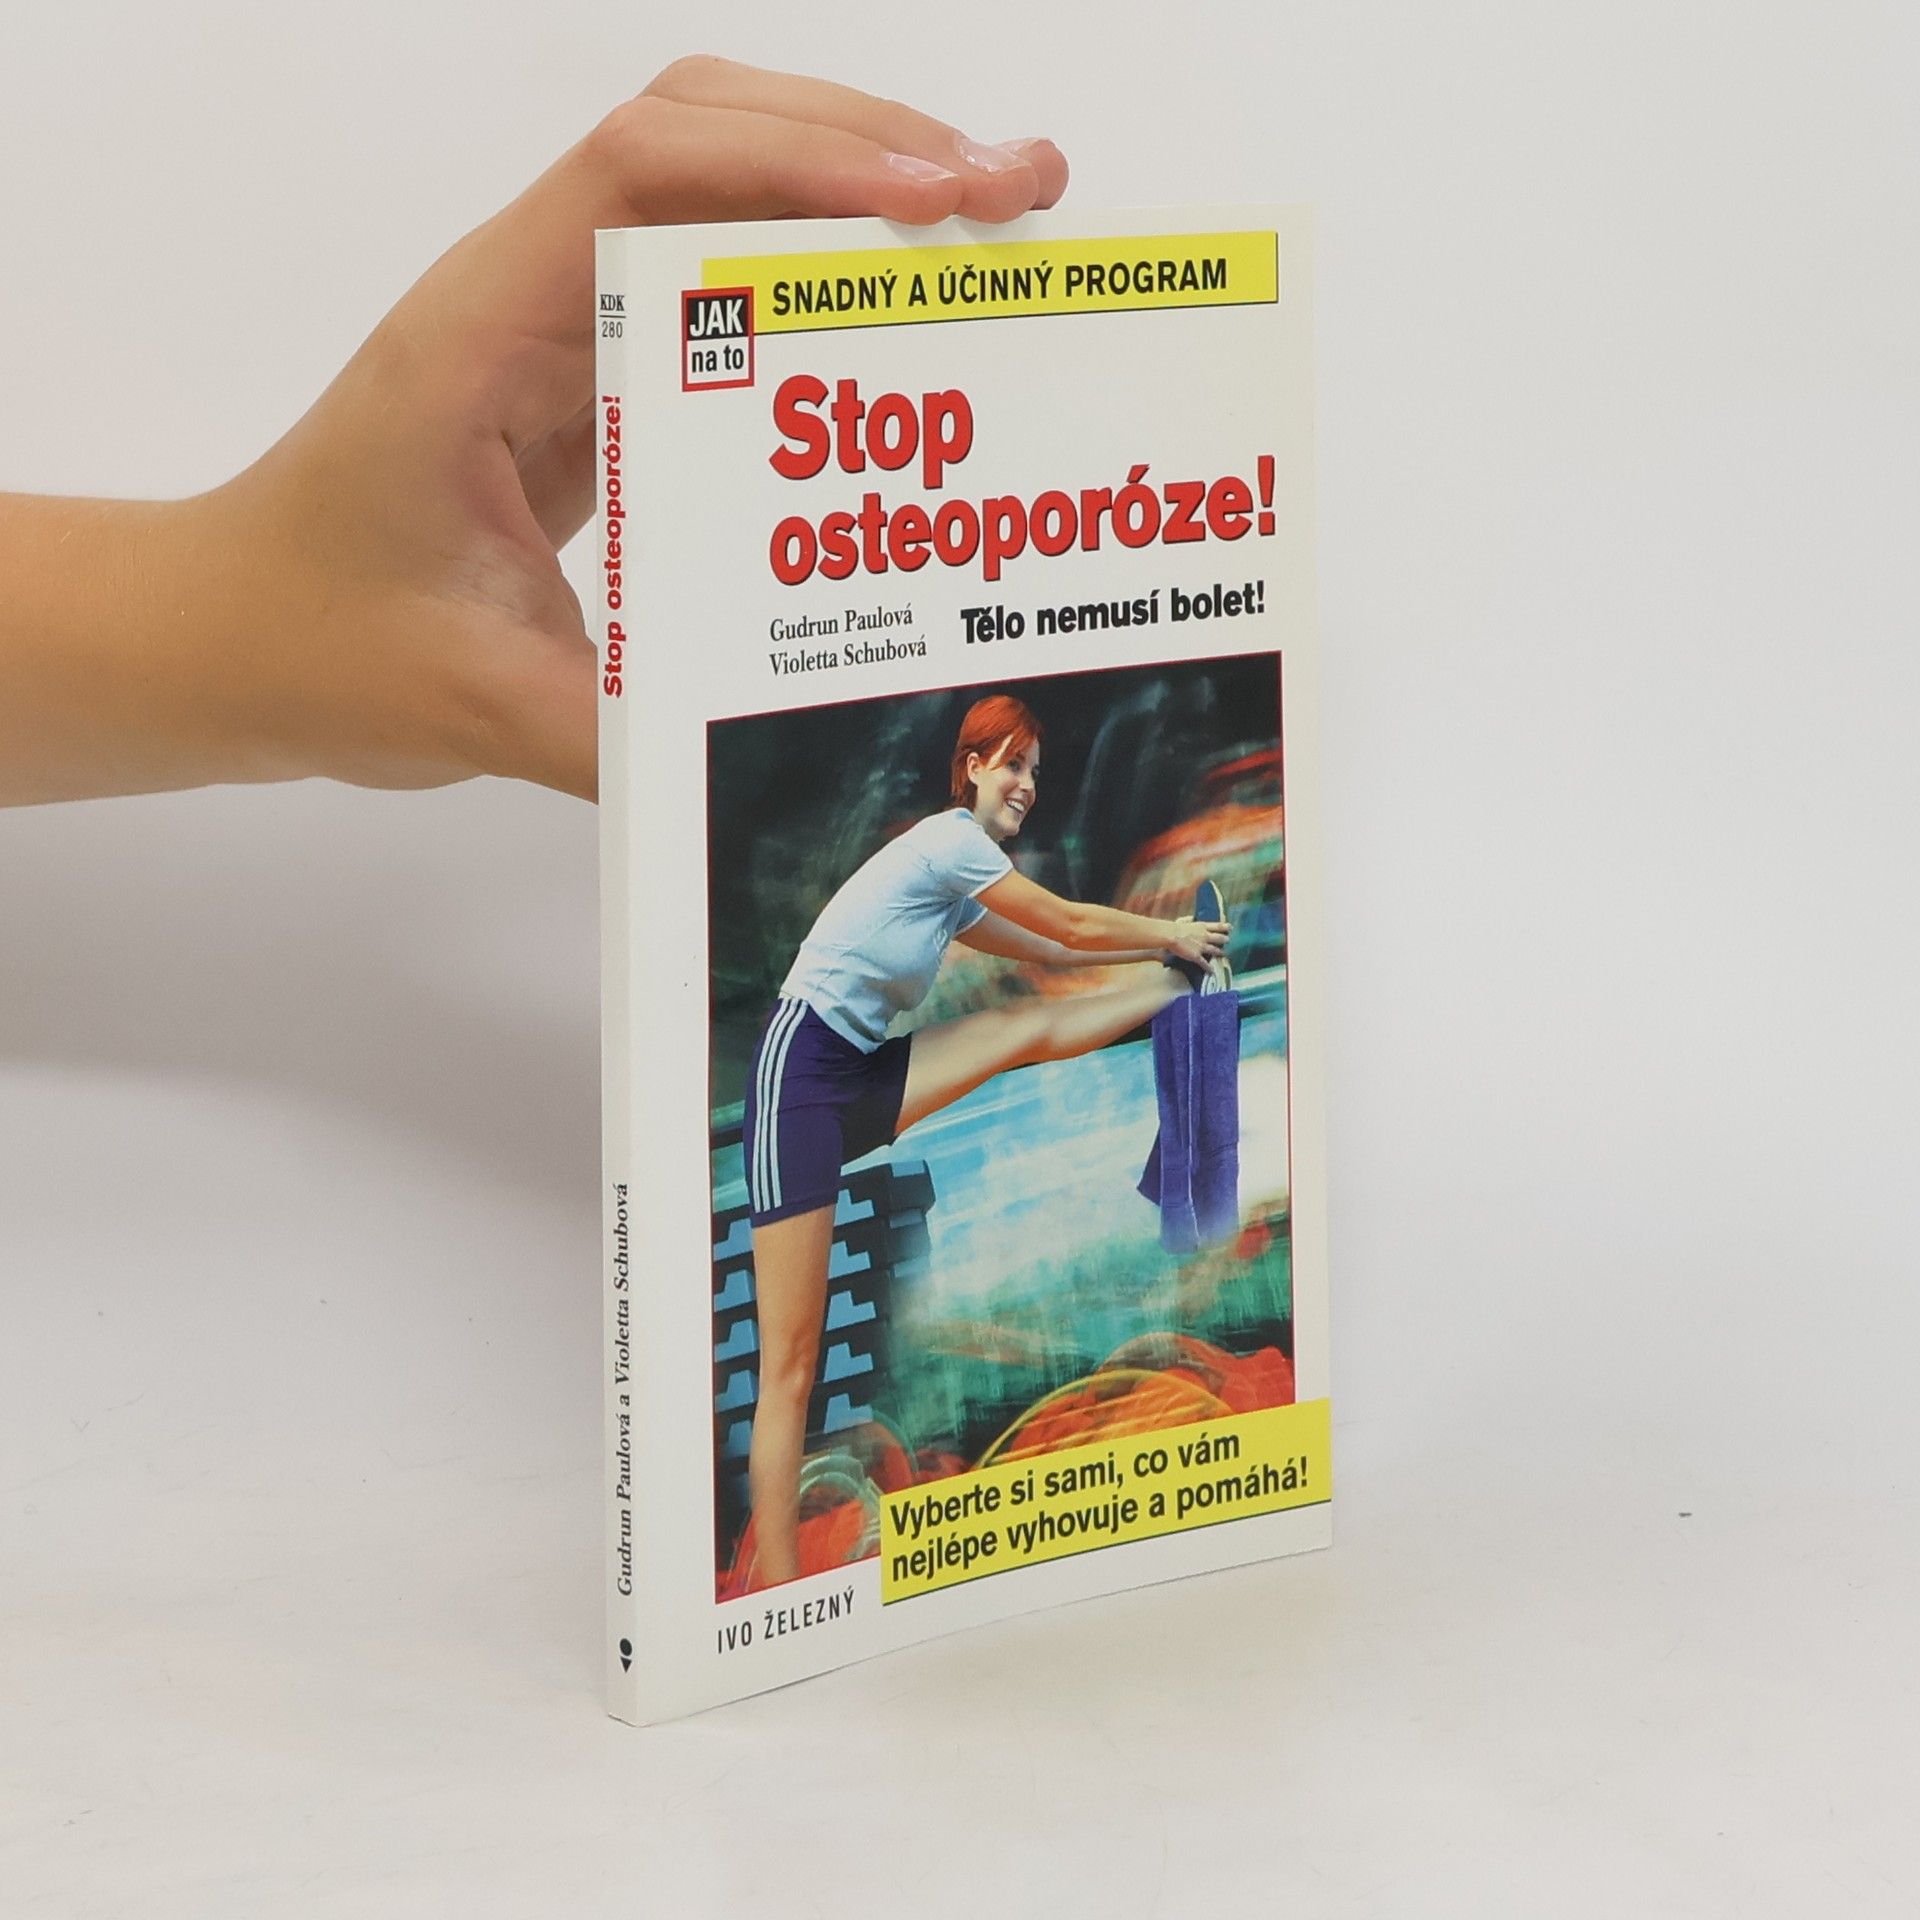 KDK
280
Stop osteoporóze!
Gudrun Paulová a Violetta Schubová
SNADNÝ A ÚČINNÝ PROGRAM
JAK
na to
Stop
osteoporóze!
Gudrun Paulová
Violetta Schubová
Tělo nemusí bolet!
Vyberte si sami, co vám
nejlépe vyhovuje a pomáhá!
IVO ŽELEZNÝ